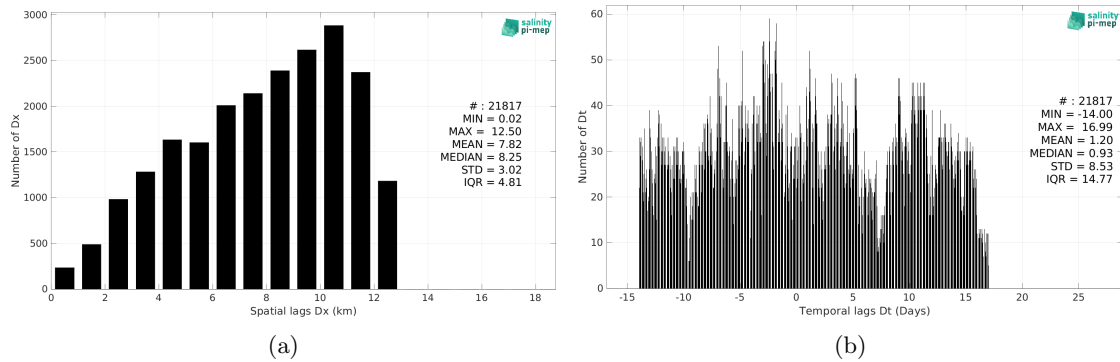 3000
2500
2000
1500
1000
500
0
Number of Dx
0 2 4 6 8 10 12 14 16 18
Spatial lags Dx (km)
salinity
pi-mep
# : 21817
MIN = 0.02
MAX = 12.50
MEAN = 7.82
MEDIAN = 8.25
STD = 3.02
IQR = 4.81
(a)
60
50
40
30
20
10
0
Number of Dt
-15 -10 -5 0 5 10 15 20 25
Temporal lags Dt (Days)
salinity
pi-mep
# : 21817
MIN = -14.00
MAX = 16.99
MEAN = 1.20
MEDIAN = 0.93
STD = 8.53
IQR = 14.77
(b)